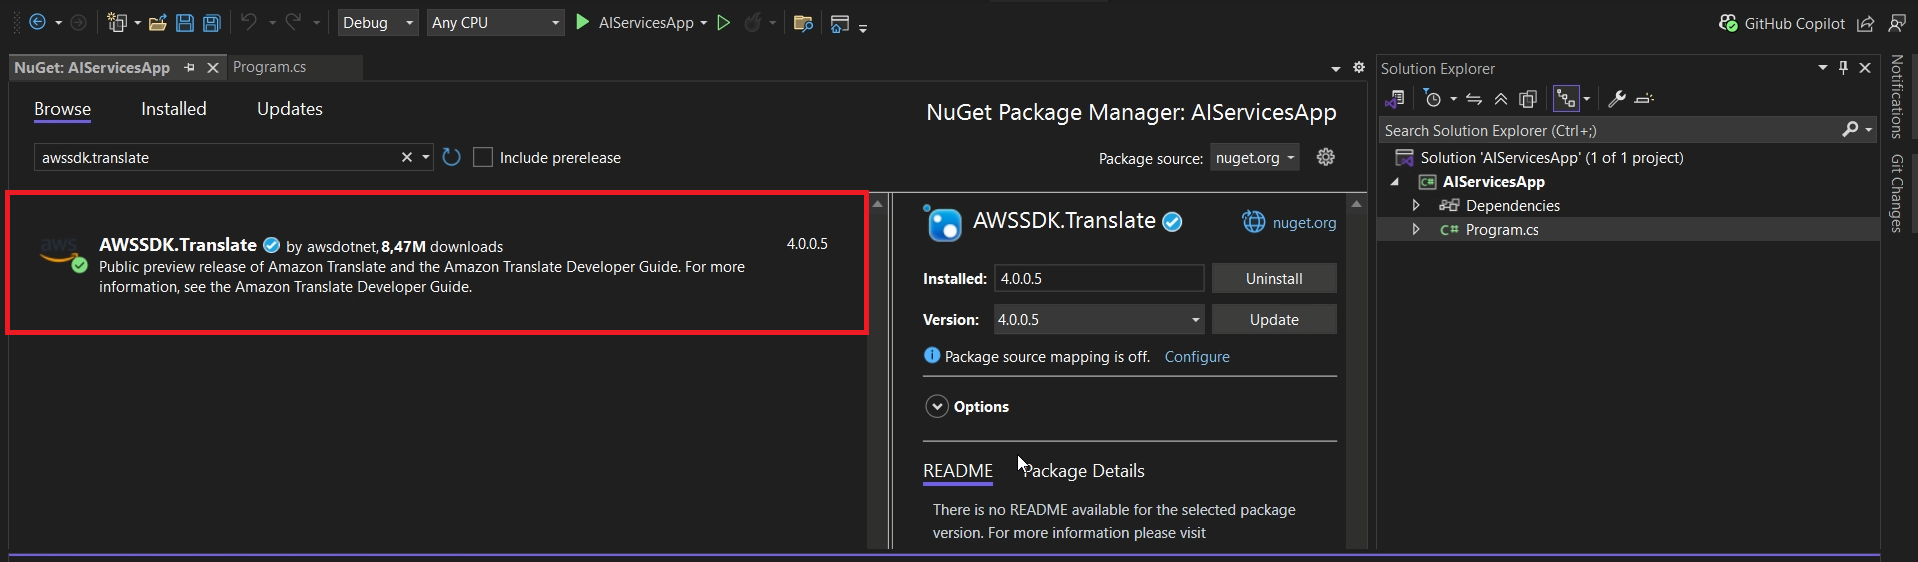 Debug
Any CPU
AIServicesApp
GitHub Copilot
NuGet: AIServicesApp
Program.cs
Browse
Installed
Updates
NuGet Package Manager: AIServicesApp
awssdk.translate
Include prerelease
Package source:
nuget.org
aws
AWSSDK.Translate by awsdotnet, 8,47M downloads
4.0.0.5
Public preview release of Amazon Translate and the Amazon Translate Developer Guide. For more
information, see the Amazon Translate Developer Guide.
AWSSDK.Translate
nuget.org
Installed: 4.0.0.5
Uninstall
Version: 4.0.0.5
Update
Package source mapping is off. Configure
Options
README
Package Details
There is no README available for the selected package
version. For more information please visit
Solution Explorer
Search Solution Explorer (Ctrl+;)
Solution 'AIServicesApp' (1 of 1 project)
C# AIServicesApp
Dependencies
C# Program.cs
Notifications
Git Changes